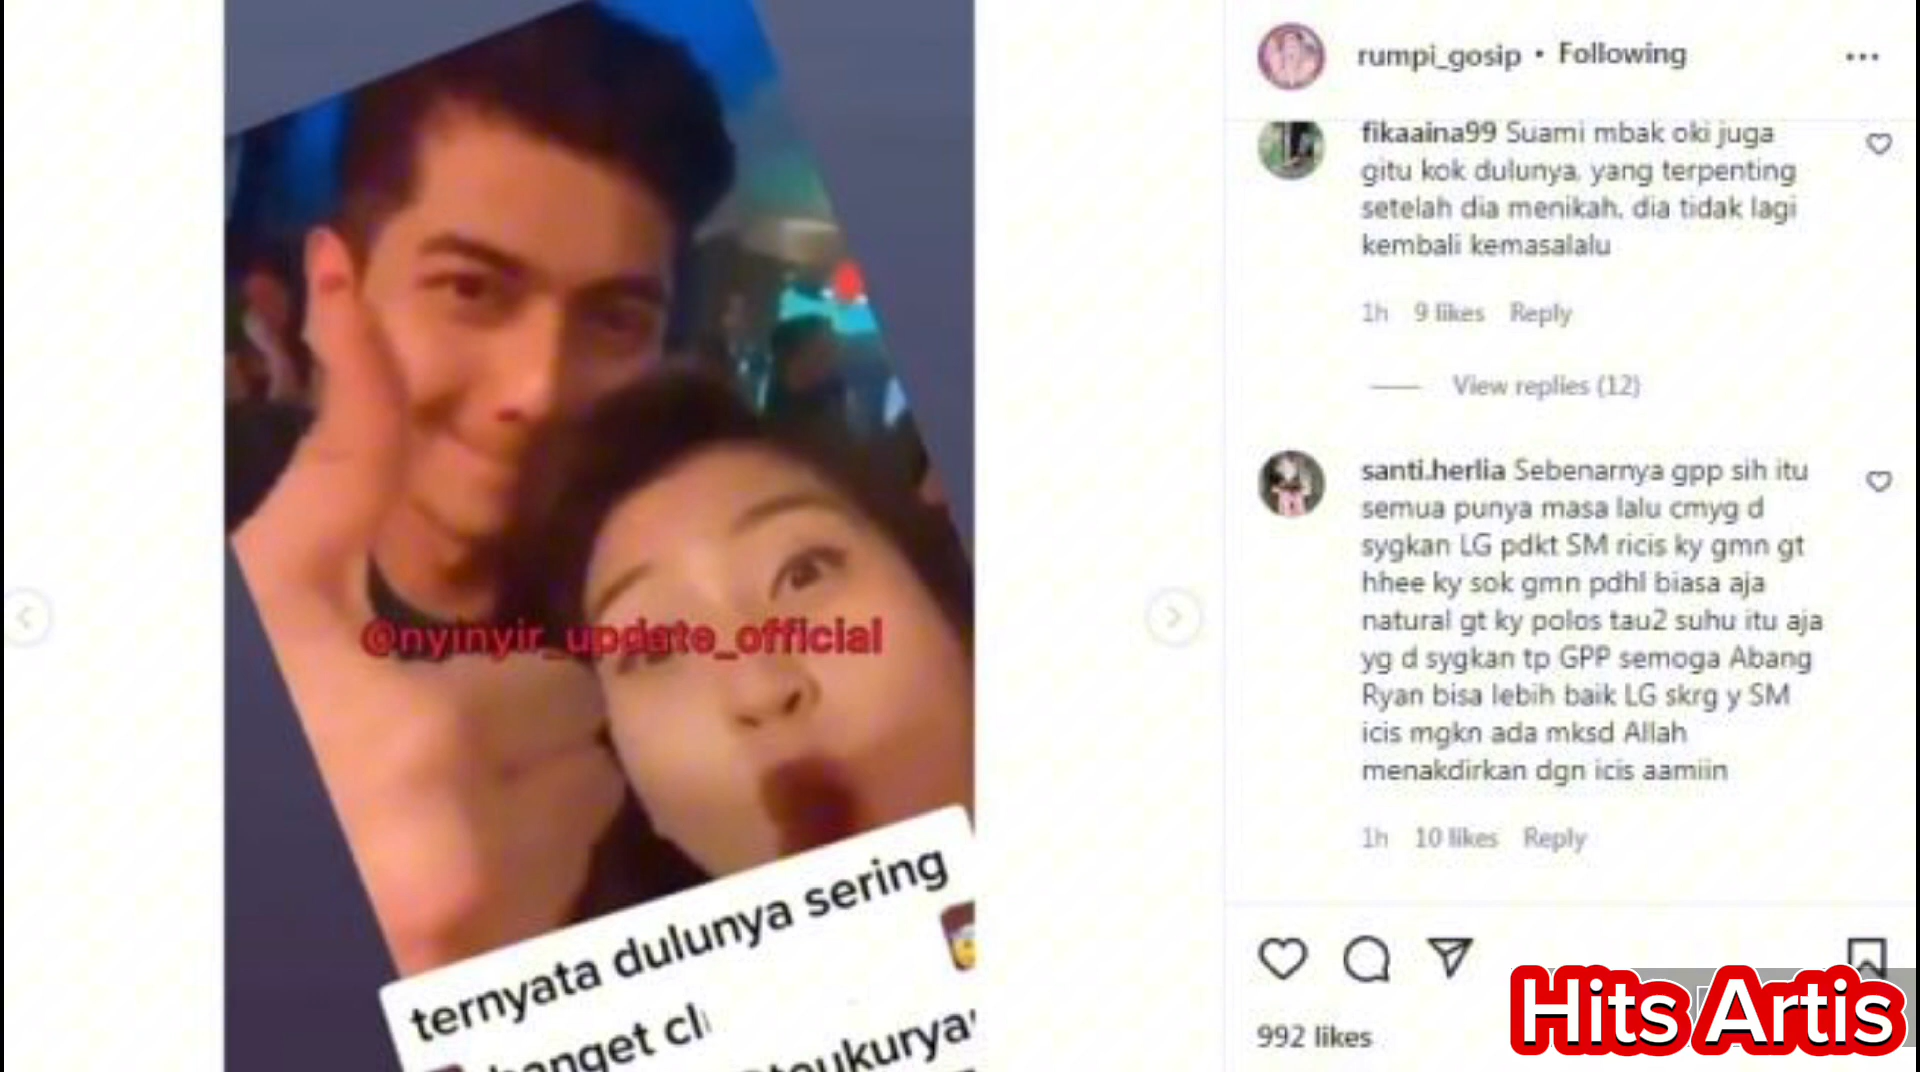 rumpi_gosip • Following
fikaaina99 Suami mbak oki juga
gitu kok dulunya, yang terpenting
setelah dia menikah. dia tidak lagi
kembali kemasalalu
1h 9 likes Reply
View replies (12)
santi.herlia Sebenarnya gpp sih itu
semua punya masa lalu cmyg d
sygkan LG pdkt SM ricis ky gmn gt
hhee ky sok gmn pdhl biasa aja
natural gt ky polos tau2 suhu itu aja
yg d sygkan tp GPP semoga Abang
Ryan bisa lebih baik LG skrg y SM
icis mgkn ada mksd Allah
menakdirkan dgn icis aamiin
1h 10 likes Reply
992 likes
@nyinyir_update_official
ternyata dulunya sering
banget
Hits Artis